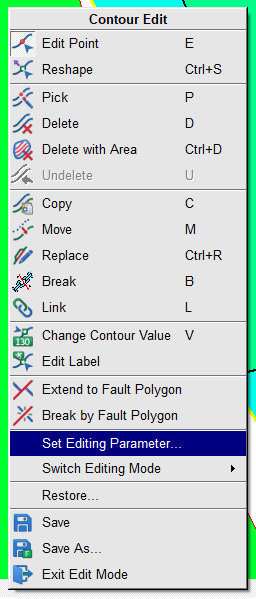 Contour Edit
Edit Point E
Reshape Ctrl+S
Pick P
Delete D
Delete with Area Ctrl+D
Undelete U
Copy C
Move M
Replace Ctrl+R
Break B
Link L
130 Change Contour Value V
Edit Label
Extend to Fault Polygon
Break by Fault Polygon
Set Editing Parameter...
Switch Editing Mode
Restore...
Save
Save As...
Exit Edit Mode